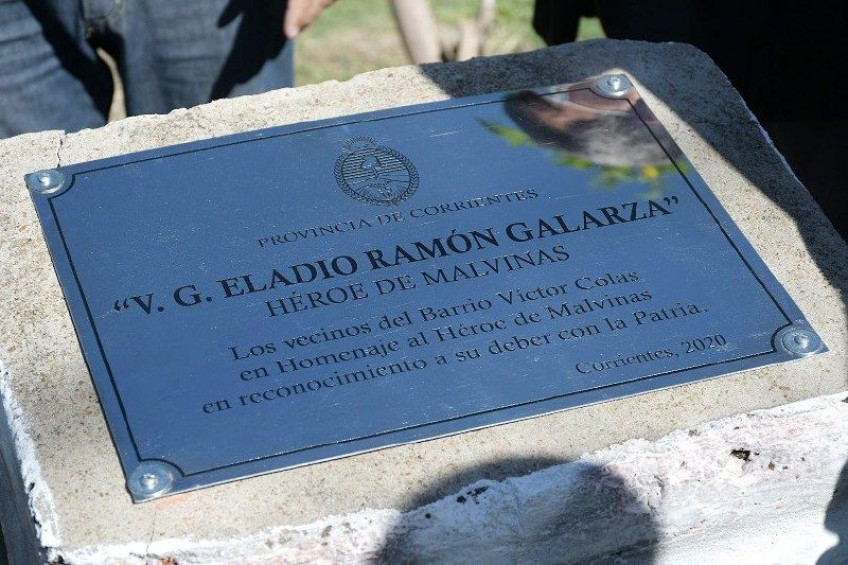 PROVINCIA DE CORRIENTES
“V. G. ELADIO RAMÓN GALARZA”
HÉROE DE MALVINAS
Los vecinos del Barrio Víctor Colas
en Homenaje al Héroe de Malvinas
en reconocimiento a su deber con la Patria.
Corrientes, 2020